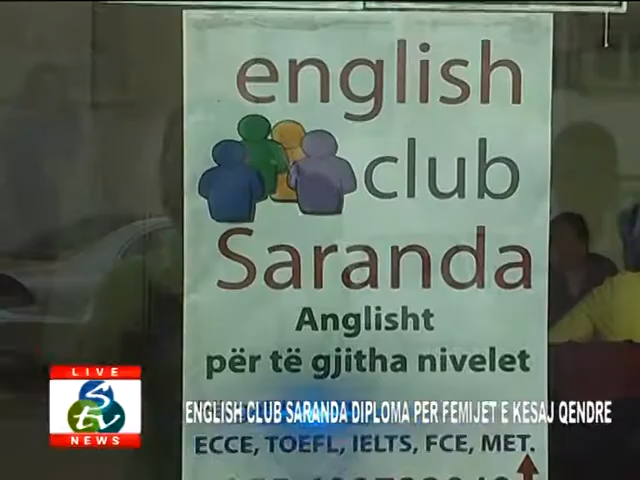 english
club
Saranda
Anglisht
për të gjitha nivelet
ENGLISH CLUB SARANDA DIPLOMA PER FEMIJET E KESAJ QENDRE
ECCE, TOEFL, IELTS, FCE, MET.
LIVE
Stv
NEWS